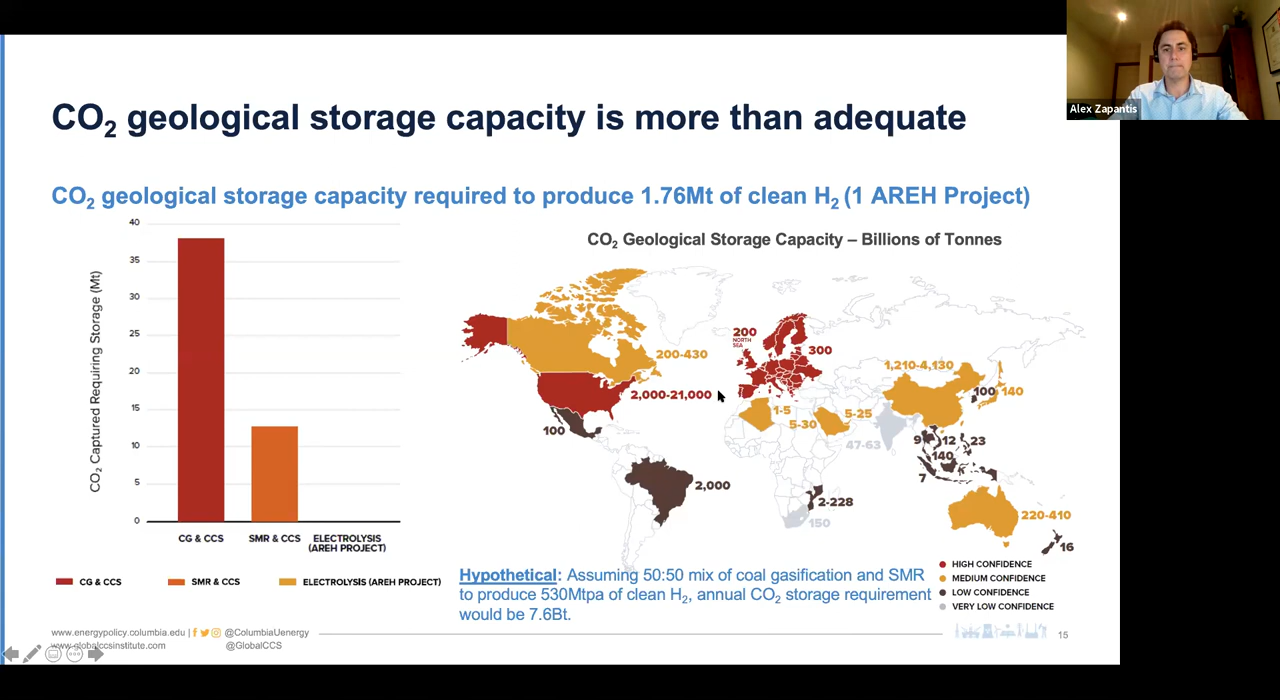 Alex Zapantis
CO₂ geological storage capacity is more than adequate
CO₂ geological storage capacity required to produce 1.76Mt of clean H₂ (1 AREH Project)
CO₂ Captured Requiring Storage (Mt)
40
35
30
25
20
15
10
5
0
CG & CCS
SMR & CCS
ELECTROLYSIS
(AREH PROJECT)
CG & CCS
SMR & CCS
ELECTROLYSIS (AREH PROJECT)
CO₂ Geological Storage Capacity – Billions of Tonnes
200
NORTH
SEA
300
200-430
2,000-21,000
100
2,000
1-5
5-30
5-25
47-63
1,210-4,130
100
140
9
12
23
140
7
2-228
150
220-410
16
HIGH CONFIDENCE
MEDIUM CONFIDENCE
LOW CONFIDENCE
VERY LOW CONFIDENCE
Hypothetical: Assuming 50:50 mix of coal gasification and SMR
to produce 530Mtpa of clean H₂, annual CO₂ storage requirement
would be 7.6Bt.
www.energypolicy.columbia.edu | @ColumbiaUenergy
www.globalccsinstitute.com @GlobalCCS
15